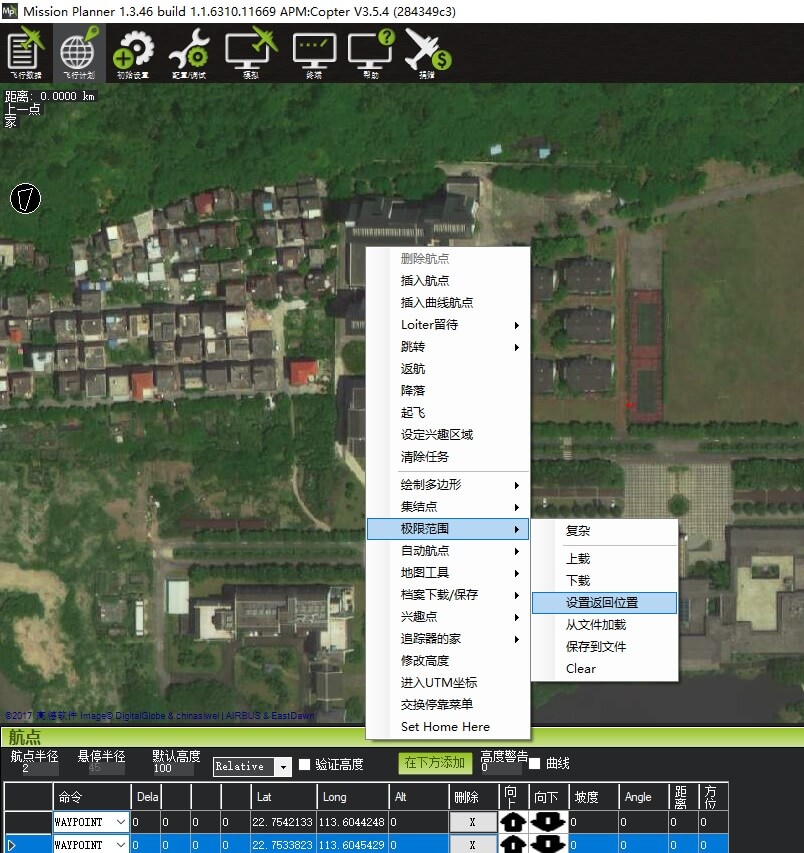 Mission Planner 1.3.46 build 1.1.6310.11669 APM:Copter V3.5.4 (284349c3)
飞行数据 飞行计划 初始设置 配置/调试 模拟 终端 帮助 捐赠
距离: 0.0000 km
上一点
家
删除航点
插入航点
插入曲线航点
Loiter留待
跳转
返航
降落
起飞
设定兴趣区域
清除任务
绘制多边形
集结点
极限范围
自动航点
地图工具
档案下载/保存
兴趣点
追踪器的家
修改高度
进入UTM坐标
交换停靠菜单
Set Home Here
复杂
上载
下载
设置返回位置
从文件加载
保存到文件
Clear
©2017 高德软件 Image© DigitalGlobe & chinasiwei | AIRBUS & EastDawn
航点
航点半径 悬停半径 默认高度 高度警告
2 45 100 Relative 验证高度 在下方添加 0 曲线
命令 Dela Lat Long Alt 删除 向上 向下 坡度 Angle 距离 方位
WAYPOINT 0 0 0 0 22.7542133 113.6044248 0 X 0 0 0 0
WAYPOINT 0 0 0 0 22.7533823 113.6045429 0 X 0 0 0 0